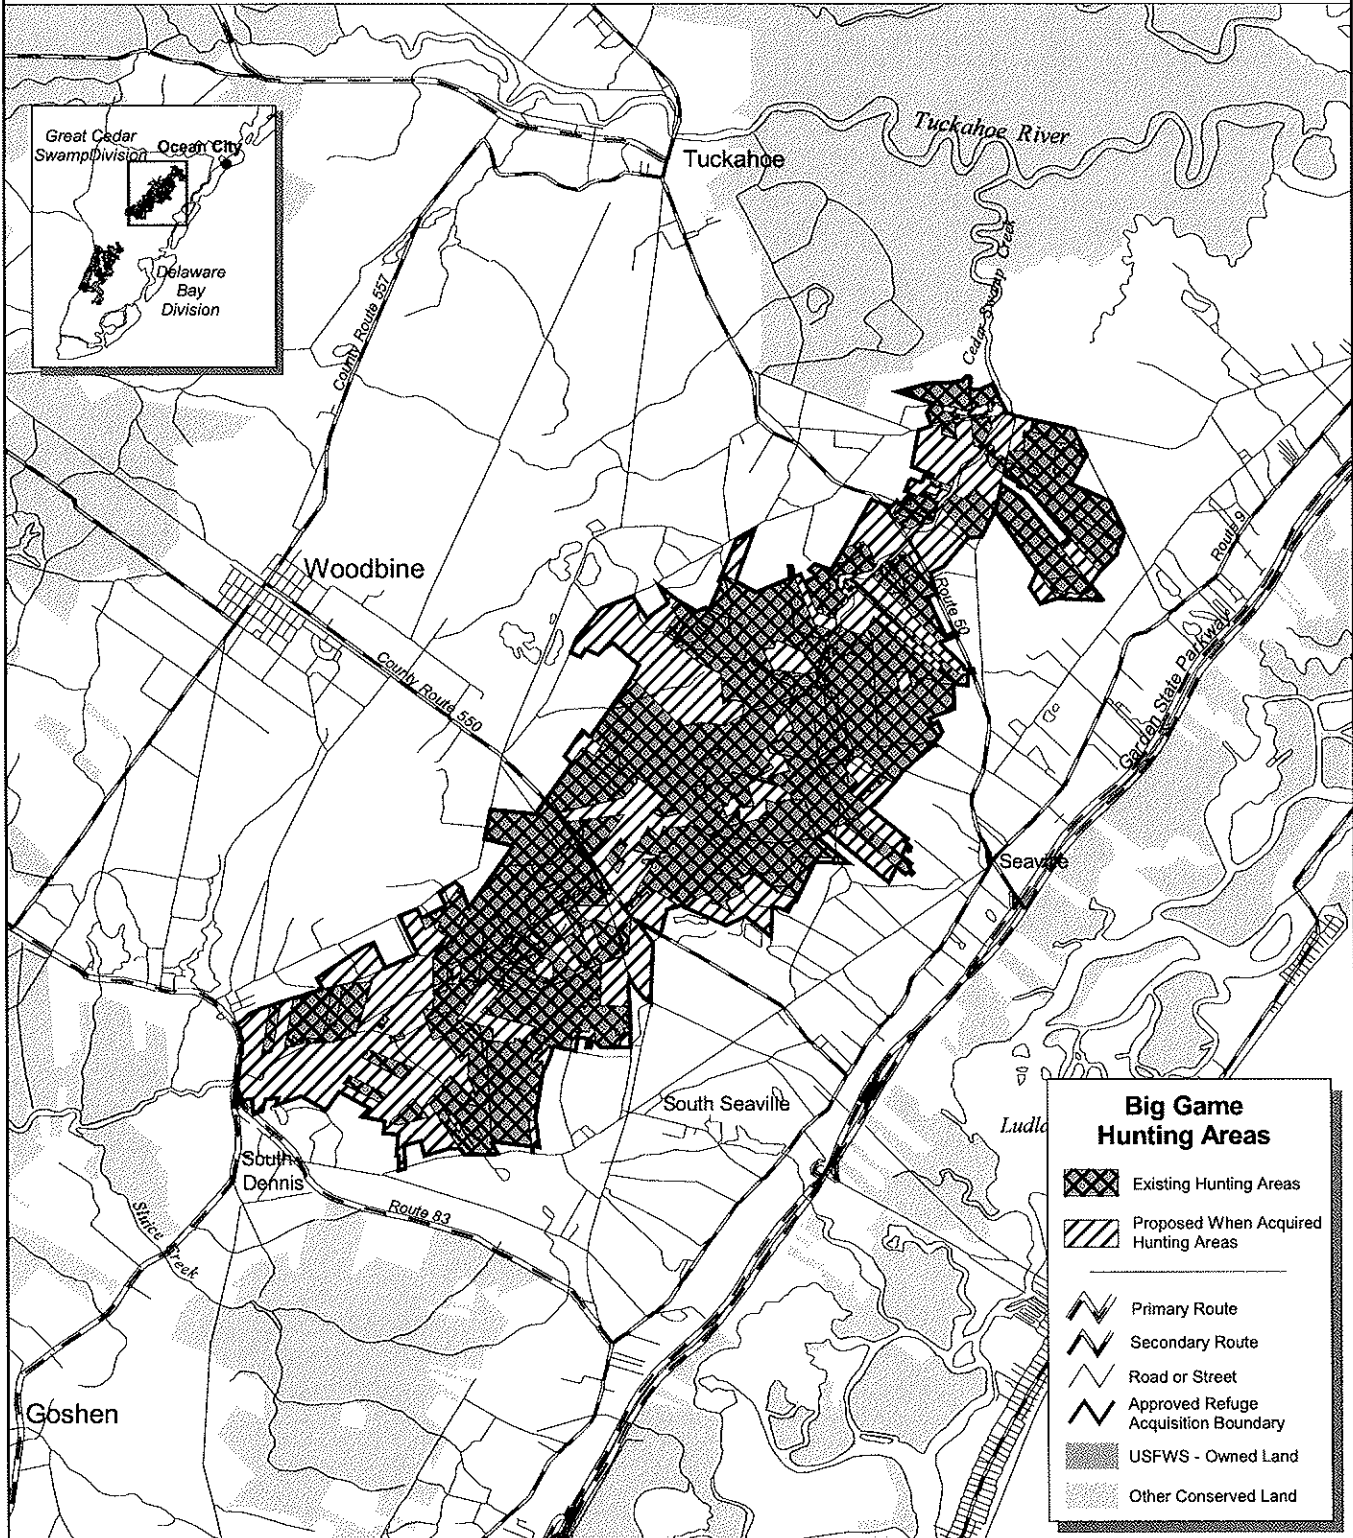 Great Cedar
SwampDivision
Ocean City
Delaware
Bay
Division
Tuckahoe
Tuckahoe River
Cedar Swamp Creek
County Route 557
Woodbine
County Route 550
Route 50
Route 9
Garden State Parkway
Seaville
South Seaville
South
Dennis
Route 83
Sluice Creek
Goshen
Ludlo
Big Game
Hunting Areas
Existing Hunting Areas
Proposed When Acquired
Hunting Areas
Primary Route
Secondary Route
Road or Street
Approved Refuge
Acquisition Boundary
USFWS - Owned Land
Other Conserved Land